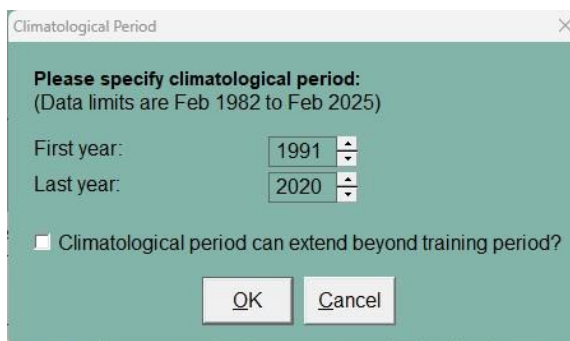 Climatological Period
Please specify climatological period:
(Data limits are Feb 1982 to Feb 2025)
First year: 1991
Last year: 2020
Climatological period can extend beyond training period?
OK Cancel